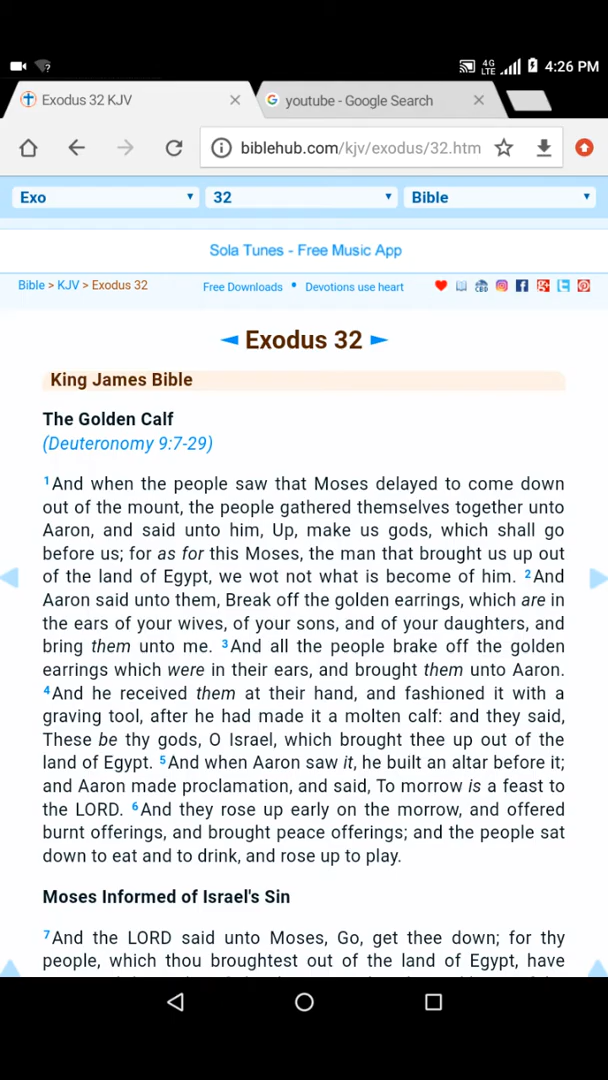 4G
LTE
4:26 PM
Exodus 32 KJV
youtube - Google Search
biblehub.com/kjv/exodus/32.htm
Exo
32
Bible
Sola Tunes - Free Music App
Bible > KJV > Exodus 32
Free Downloads • Devotions use heart
Exodus 32
King James Bible
The Golden Calf
(Deuteronomy 9:7-29)
1And when the people saw that Moses delayed to come down
out of the mount, the people gathered themselves together unto
Aaron, and said unto him, Up, make us gods, which shall go
before us; for as for this Moses, the man that brought us up out
of the land of Egypt, we wot not what is become of him. 2And
Aaron said unto them, Break off the golden earrings, which are in
the ears of your wives, of your sons, and of your daughters, and
bring them unto me. 3And all the people brake off the golden
earrings which were in their ears, and brought them unto Aaron.
4And he received them at their hand, and fashioned it with a
graving tool, after he had made it a molten calf: and they said,
These be thy gods, O Israel, which brought thee up out of the
land of Egypt. 5And when Aaron saw it, he built an altar before it;
and Aaron made proclamation, and said, To morrow is a feast to
the LORD. 6And they rose up early on the morrow, and offered
burnt offerings, and brought peace offerings; and the people sat
down to eat and to drink, and rose up to play.
Moses Informed of Israel's Sin
7And the LORD said unto Moses, Go, get thee down; for thy
people, which thou broughtest out of the land of Egypt, have